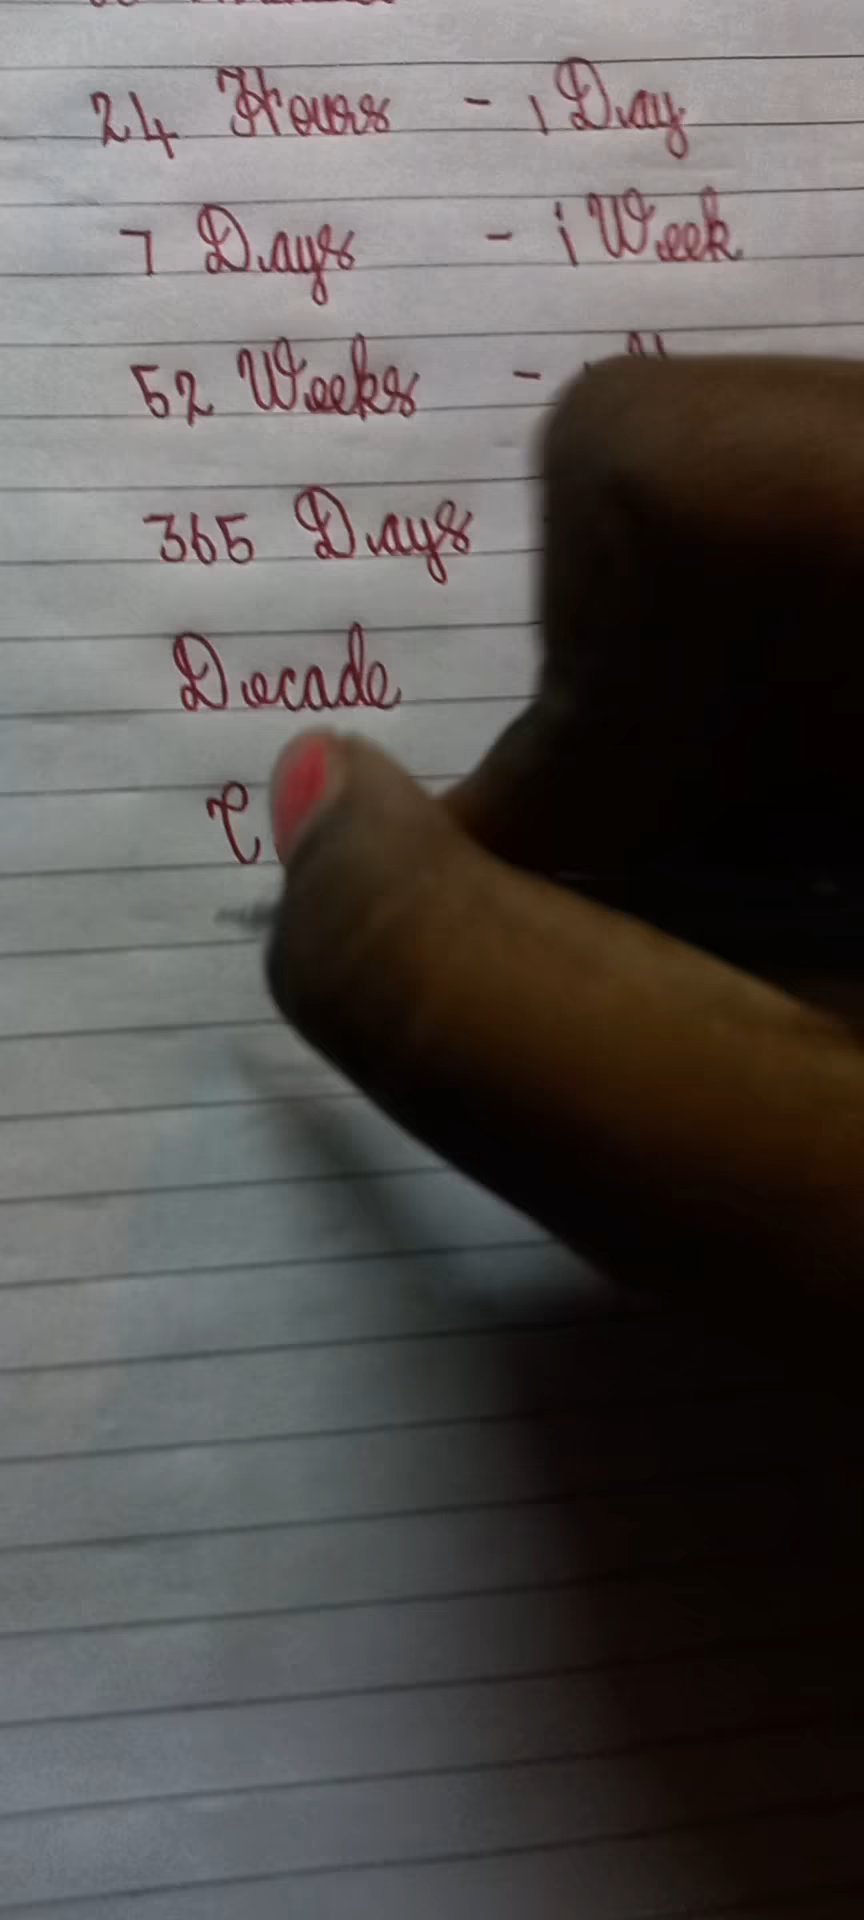 24 Hours - 1 Day
7 Days - 1 Week
52 Weeks -
365 Days
Decade
C